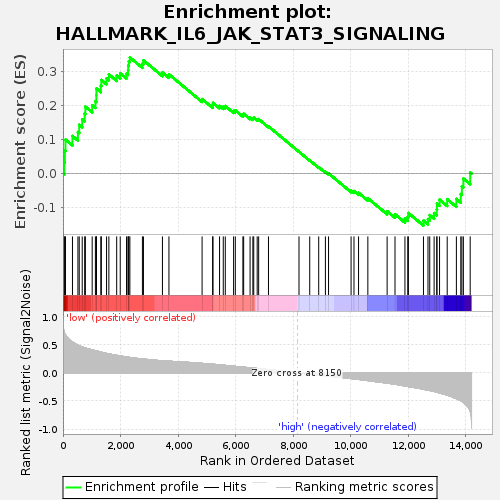 Enrichment plot:
HALLMARK_IL6_JAK_STAT3_SIGNALING
Enrichment score (ES)
0.3
0.2
0.1
0.0
-0.1
Ranked list metric (Signal2Noise)
1.0
0.5
0.0
-0.5
-1.0
'low' (positively correlated)
Zero cross at 8150
'high' (negatively correlated)
0
2,000
4,000
6,000
8,000
10,000
12,000
14,000
Rank in Ordered Dataset
Enrichment profile
Hits
Ranking metric scores